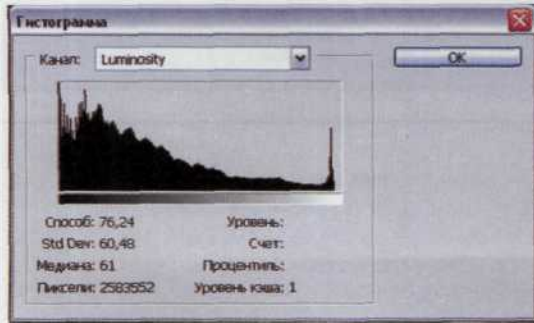 Гистограмма
Канал: Luminosity
OK
Способ: 76,24 Уровень:
Std Dev: 60,48 Счет:
Медиана: 61 Процентиль:
Пиксели: 2583552 Уровень кэша: 1